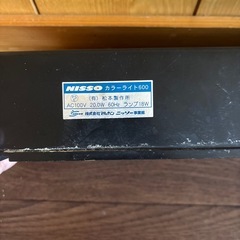 NISSO カラーライト600
(有) 松本製作所
AC100V 20.0W 60Hz ランプ18W
株式会社マルカン ニッソー事業部